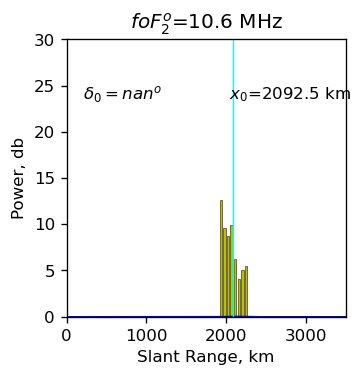 foF₂ᵒ=10.6 MHz
30
25
δ₀ = nanᵒ
x₀=2092.5 km
20
15
10
5
0
Power, db
0 1000 2000 3000
Slant Range, km